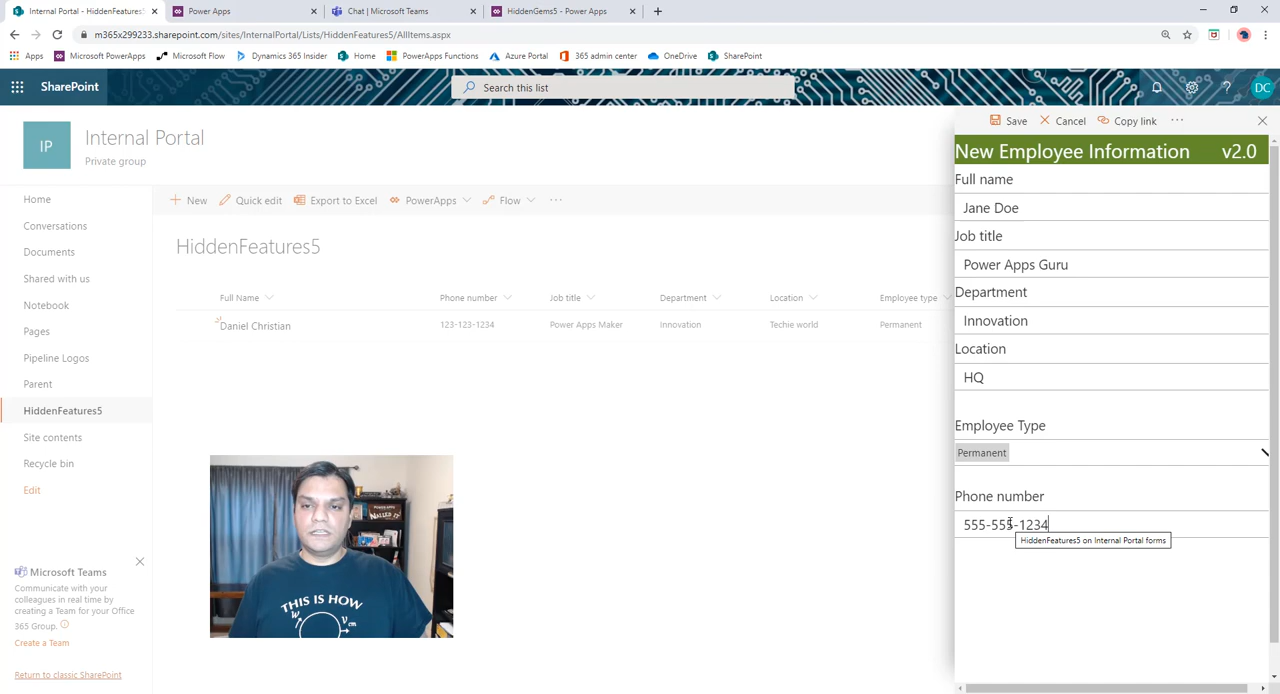 Internal Portal - HiddenFeatures5
Power Apps
Chat | Microsoft Teams
HiddenGems5 - Power Apps
m365x299233.sharepoint.com/sites/InternalPortal/Lists/HiddenFeatures5/AllItems.aspx
Apps
Microsoft PowerApps
Microsoft Flow
Dynamics 365 Insider
Home
PowerApps Functions
Azure Portal
365 admin center
OneDrive
SharePoint
SharePoint
Search this list
DC
IP
Internal Portal
Private group
Home
Conversations
Documents
Shared with us
Notebook
Pages
Pipeline Logos
Parent
HiddenFeatures5
Site contents
Recycle bin
Edit
Microsoft Teams
Communicate with your
colleagues in real time by
creating a Team for your Office
365 Group.
Create a Team
Return to classic SharePoint
New
Quick edit
Export to Excel
PowerApps
Flow
HiddenFeatures5
Full Name
Phone number
Job title
Department
Location
Employee type
Daniel Christian
123-123-1234
Power Apps Maker
Innovation
Techie world
Permanent
THIS IS HOW
Save
Cancel
Copy link
New Employee Information v2.0
Full name
Jane Doe
Job title
Power Apps Guru
Department
Innovation
Location
HQ
Employee Type
Permanent
Phone number
555-555-1234
HiddenFeatures5 on Internal Portal forms